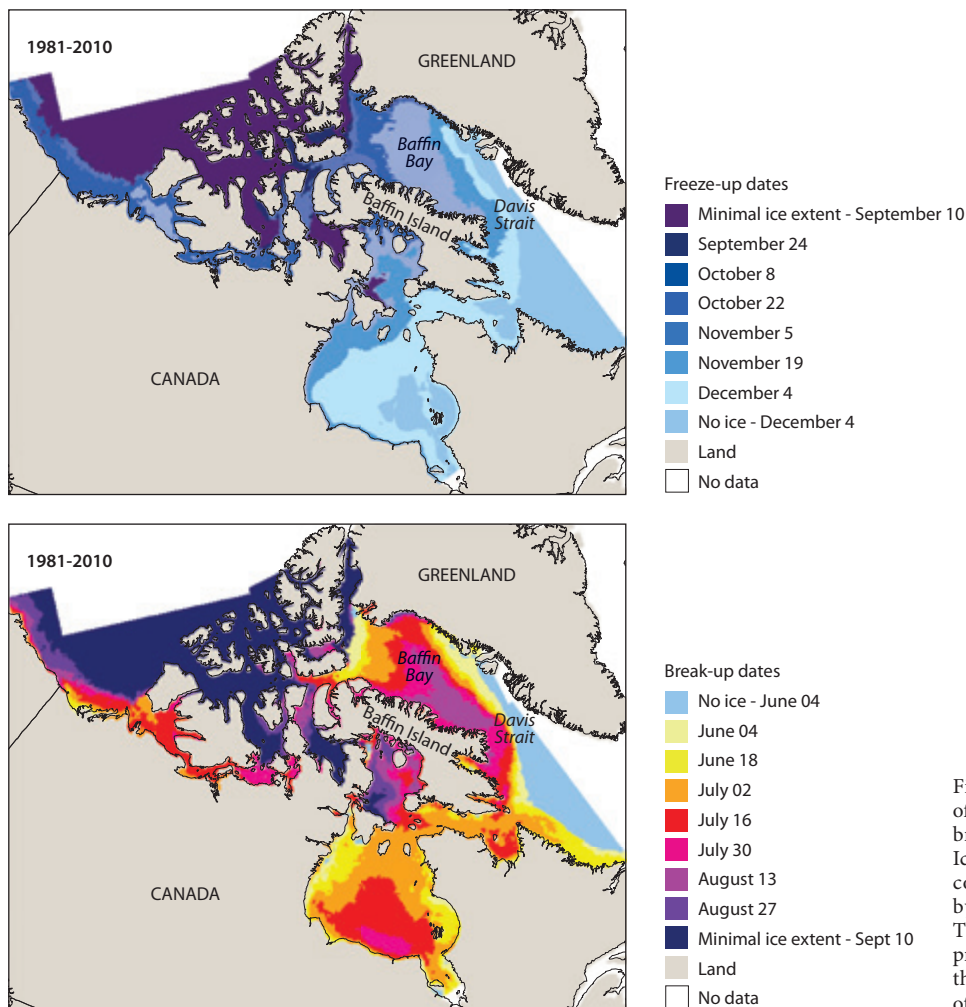 1981-2010
GREENLAND
Baffin
Bay
Baffin Island
Davis
Strait
CANADA
Freeze-up dates
Minimal ice extent - September 10
September 24
October 8
October 22
November 5
November 19
December 4
No ice - December 4
Land
No data
1981-2010
GREENLAND
Baffin
Bay
Baffin Island
Davis
Strait
CANADA
Break-up dates
No ice - June 04
June 04
June 18
July 02
July 16
July 30
August 13
August 27
Minimal ice extent - Sept 10
Land
No data
of